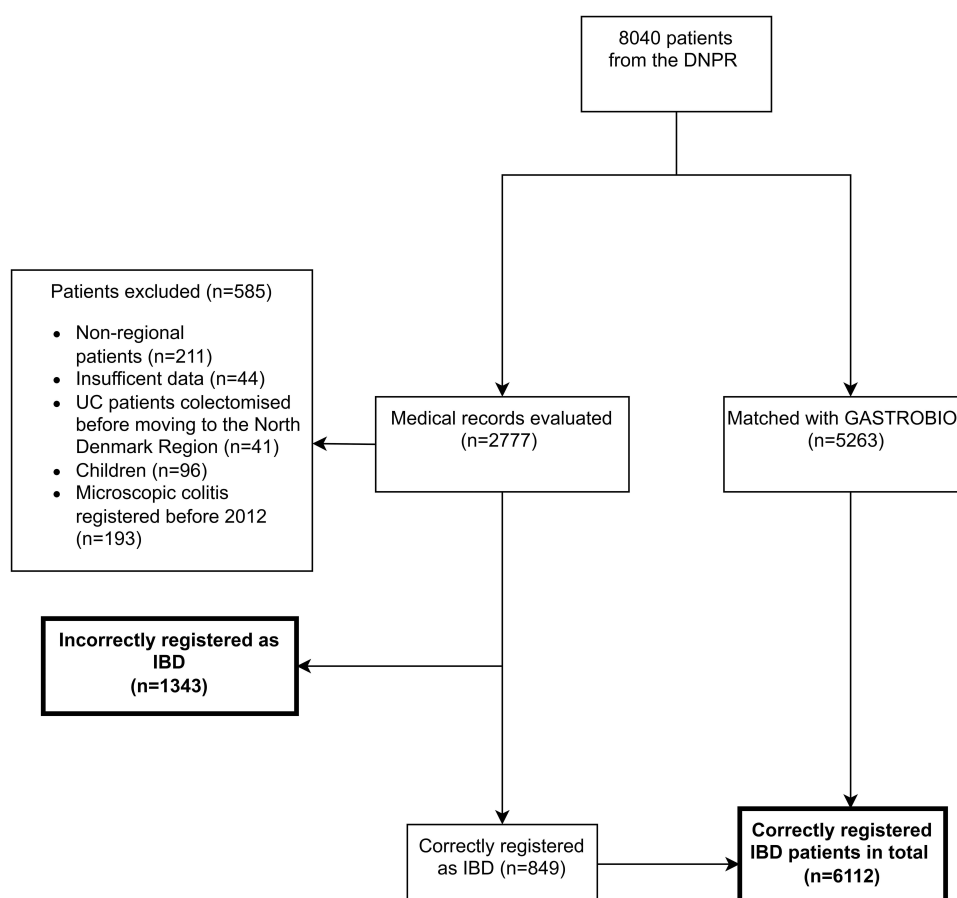 8040 patients
from the DNPR
Patients excluded (n=585)
• Non-regional
patients (n=211)
• Insufficent data (n=44)
• UC patients colectomised
before moving to the North
Denmark Region (n=41)
• Children (n=96)
• Microscopic colitis
registered before 2012
(n=193)
Medical records evaluated
(n=2777)
Matched with GASTROBIO
(n=5263)
Incorrectly registered as
IBD
(n=1343)
Correctly registered
as IBD (n=849)
Correctly registered
IBD patients in total
(n=6112)